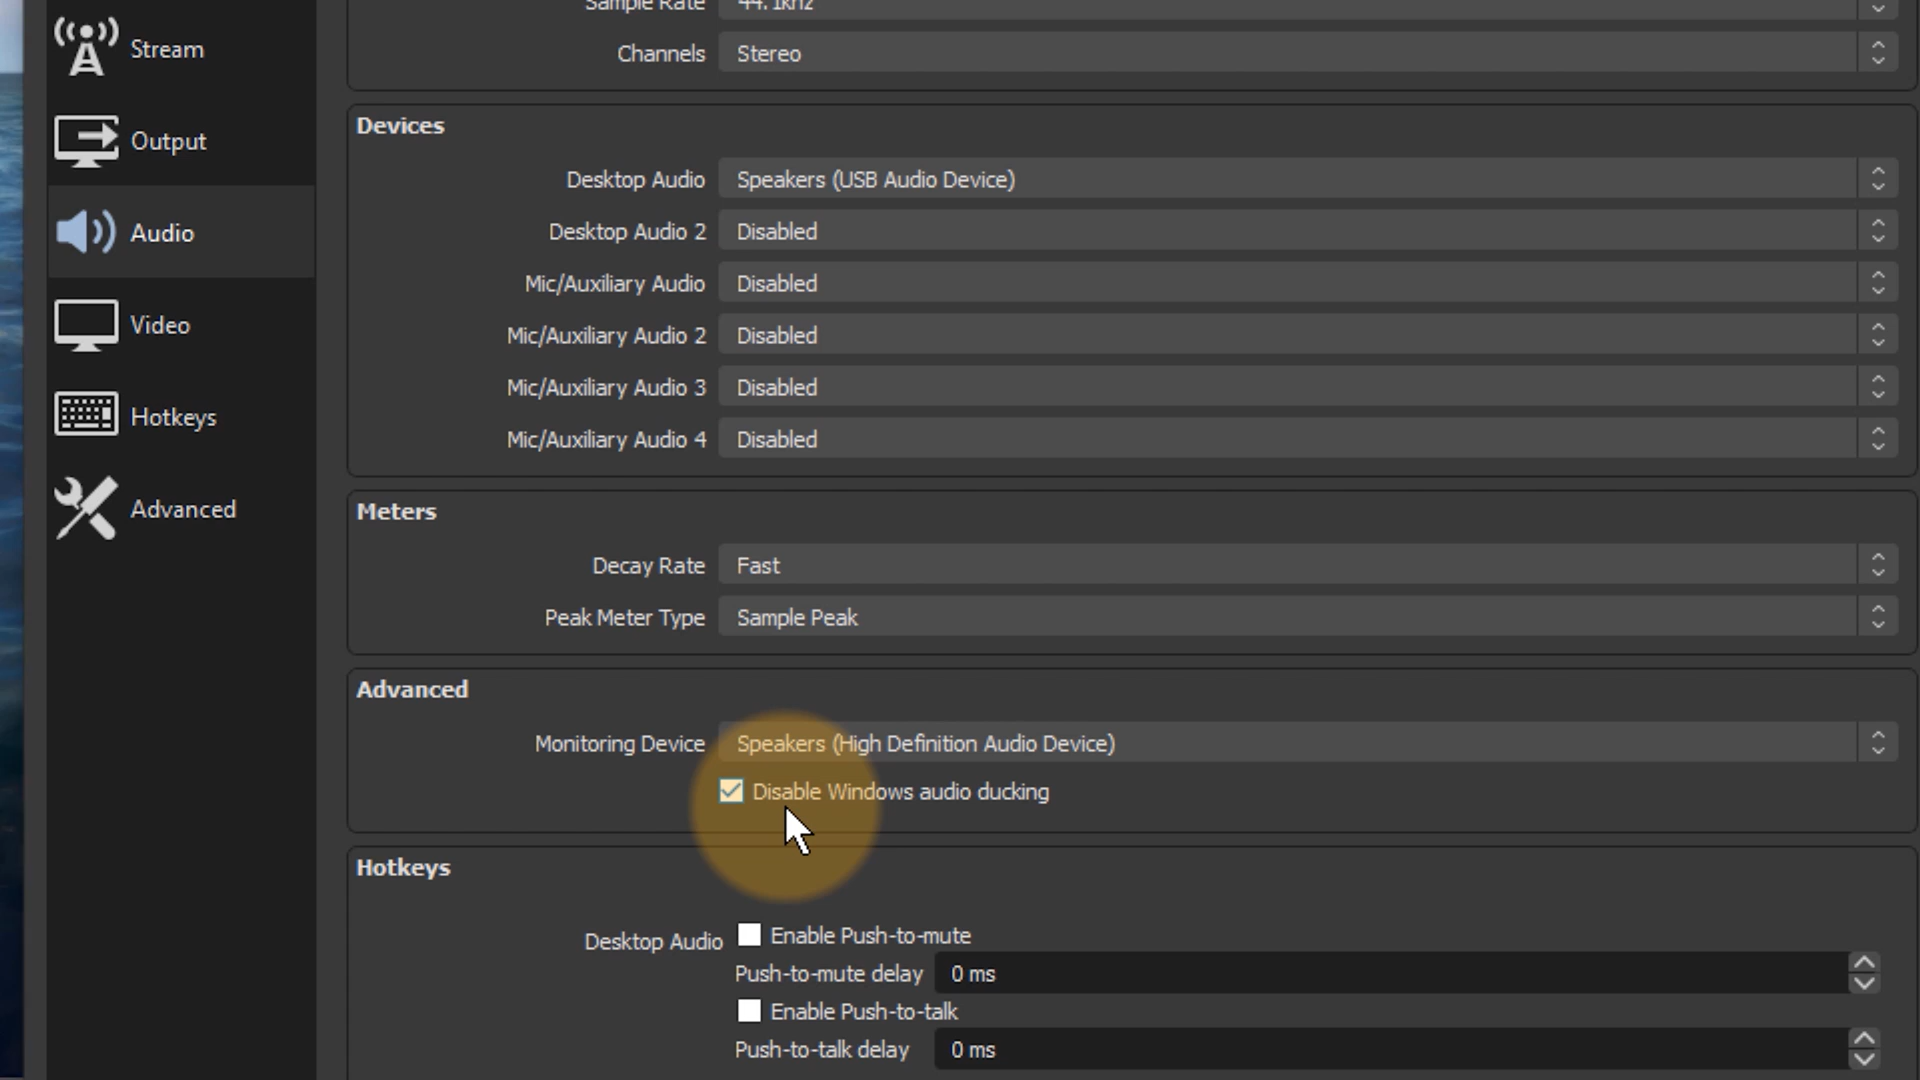 Sample Rate 44.1khz
Stream
Channels Stereo
Devices
Output
Desktop Audio Speakers (USB Audio Device)
Desktop Audio 2 Disabled
Audio
Mic/Auxiliary Audio Disabled
Video
Mic/Auxiliary Audio 2 Disabled
Mic/Auxiliary Audio 3 Disabled
Hotkeys
Mic/Auxiliary Audio 4 Disabled
Advanced
Meters
Decay Rate Fast
Peak Meter Type Sample Peak
Advanced
Monitoring Device Speakers (High Definition Audio Device)
Disable Windows audio ducking
Hotkeys
Desktop Audio Enable Push-to-mute
Push-to-mute delay 0 ms
Enable Push-to-talk
Push-to-talk delay 0 ms